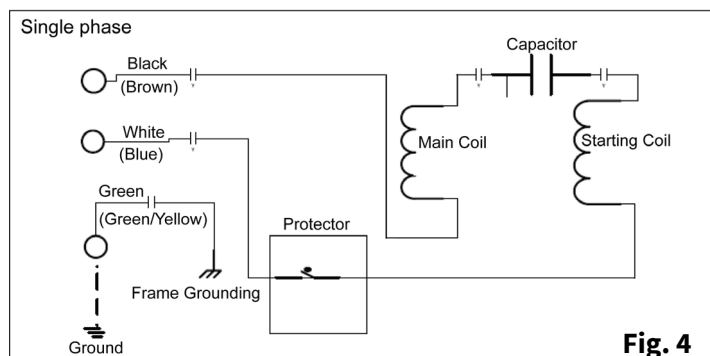 Single phase
Black
(Brown)
White
(Blue)
Green
(Green/Yellow)
Ground
Frame Grounding
Protector
Main Coil
Capacitor
Starting Coil
Fig. 4